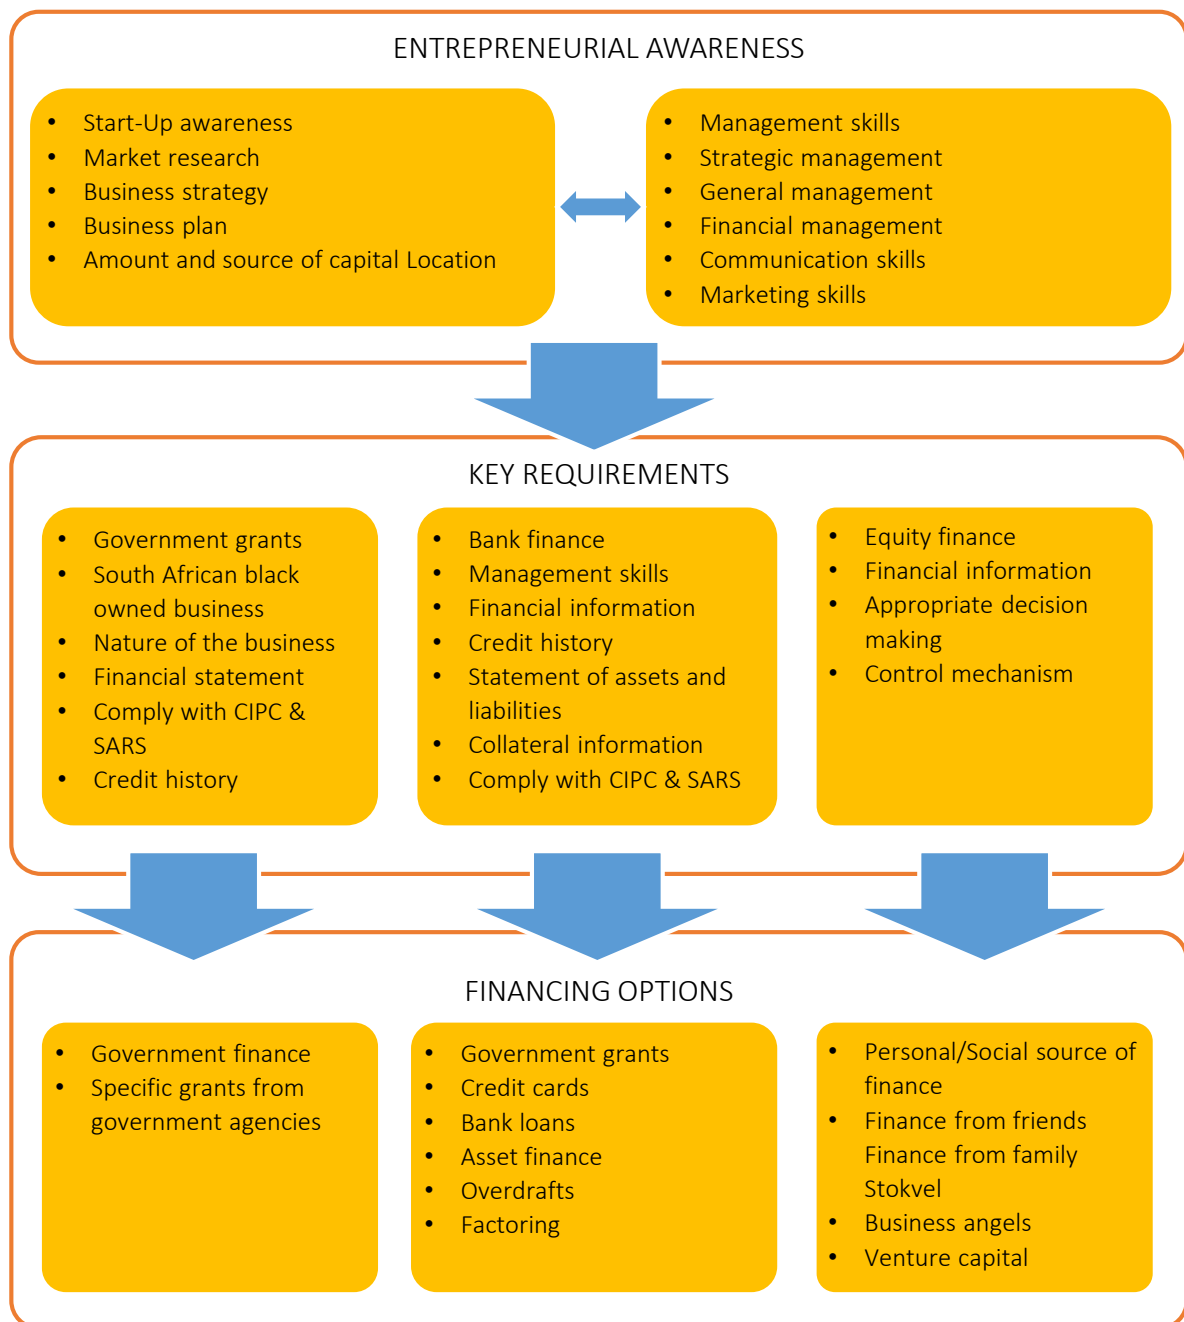 ENTREPRENEURIAL AWARENESS
• Start-Up awareness
• Market research
• Business strategy
• Business plan
• Amount and source of capital Location
• Management skills
• Strategic management
• General management
• Financial management
• Communication skills
• Marketing skills
KEY REQUIREMENTS
• Government grants
• South African black
owned business
• Nature of the business
• Financial statement
• Comply with CIPC &
SARS
• Credit history
• Bank finance
• Management skills
• Financial information
• Credit history
• Statement of assets and
liabilities
• Collateral information
• Comply with CIPC & SARS
• Equity finance
• Financial information
• Appropriate decision
making
• Control mechanism
FINANCING OPTIONS
• Government finance
• Specific grants from
government agencies
• Government grants
• Credit cards
• Bank loans
• Asset finance
• Overdrafts
• Factoring
• Personal/Social source of
finance
• Finance from friends
Finance from family
Stokvel
• Business angels
• Venture capital